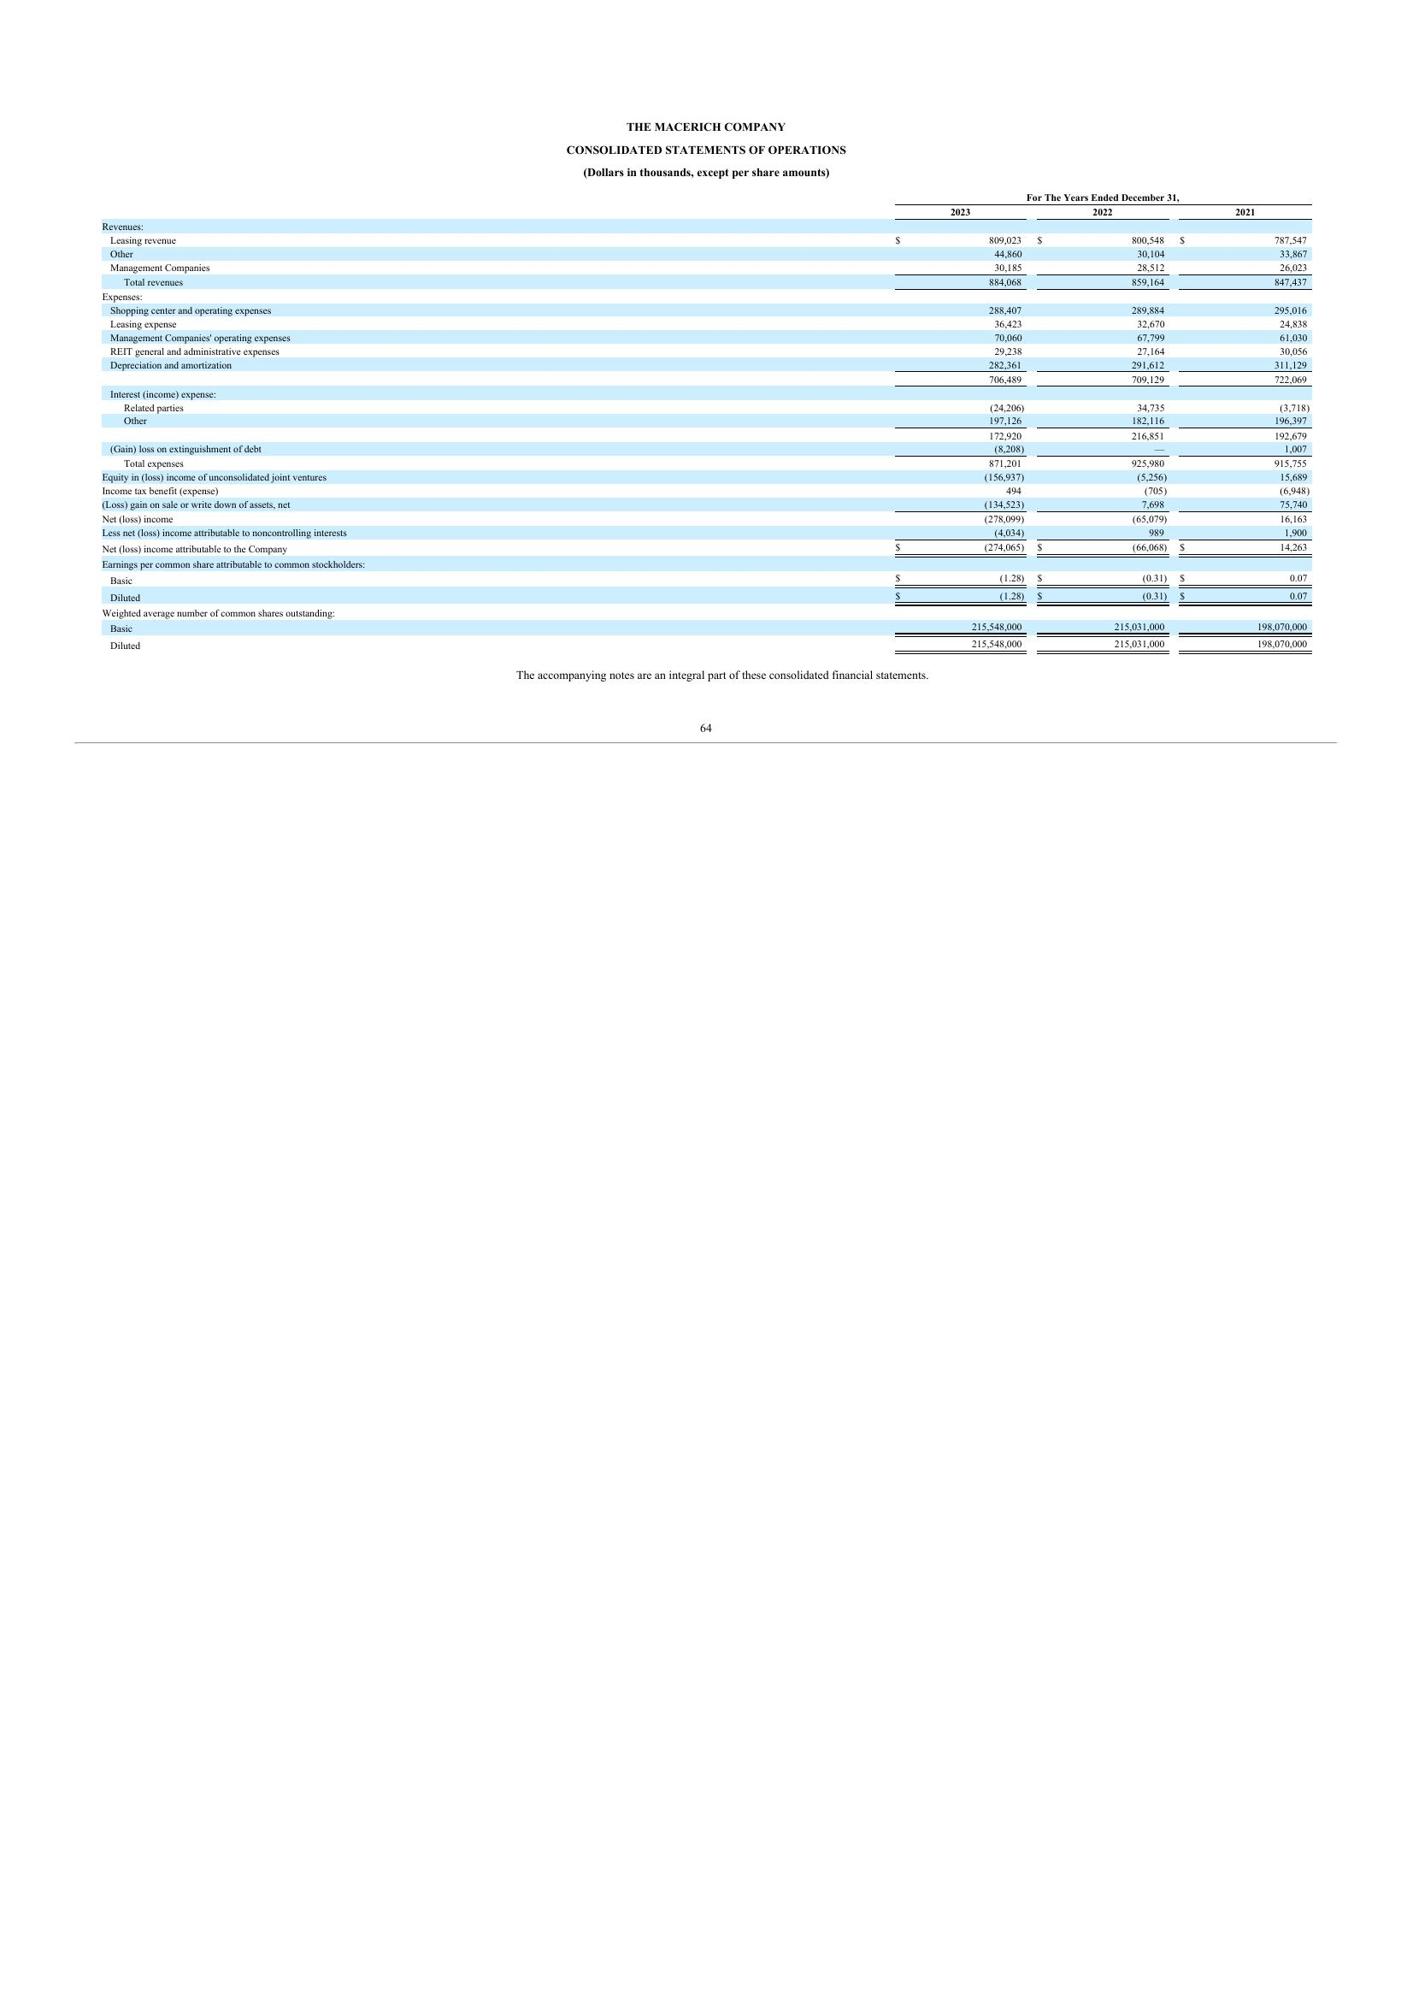 THE MACERICH COMPANY
CONSOLIDATED STATEMENTS OF OPERATIONS
(Dollars in thousands, except per share amounts)
For The Years Ended December 31,
2023 2022 2021
Revenues:
Leasing revenue $ 809,023 $ 800,548 $ 787,547
Other 44,860 30,104 33,867
Management Companies 30,185 28,512 26,023
Total revenues 884,068 859,164 847,437
Expenses:
Shopping center and operating expenses 288,407 289,884 295,016
Leasing expense 36,423 32,670 24,838
Management Companies' operating expenses 70,060 67,799 61,030
REIT general and administrative expenses 29,238 27,164 30,056
Depreciation and amortization 282,361 291,612 311,129
706,489 709,129 722,069
Interest (income) expense:
Related parties (24,206) 34,735 (3,718)
Other 197,126 182,116 196,397
172,920 216,851 192,679
(Gain) loss on extinguishment of debt (8,208) — 1,007
Total expenses 871,201 925,980 915,755
Equity in (loss) income of unconsolidated joint ventures (156,937) (5,256) 15,689
Income tax benefit (expense) 494 (705) (6,948)
(Loss) gain on sale or write down of assets, net (134,523) 7,698 75,740
Net (loss) income (278,099) (65,079) 16,163
Less net (loss) income attributable to noncontrolling interests (4,034) 989 1,900
Net (loss) income attributable to the Company $ (274,065) $ (66,068) $ 14,263
Earnings per common share attributable to common stockholders:
Basic $ (1.28) $ (0.31) $ 0.07
Diluted $ (1.28) $ (0.31) $ 0.07
Weighted average number of common shares outstanding:
Basic 215,548,000 215,031,000 198,070,000
Diluted 215,548,000 215,031,000 198,070,000
The accompanying notes are an integral part of these consolidated financial statements.
64